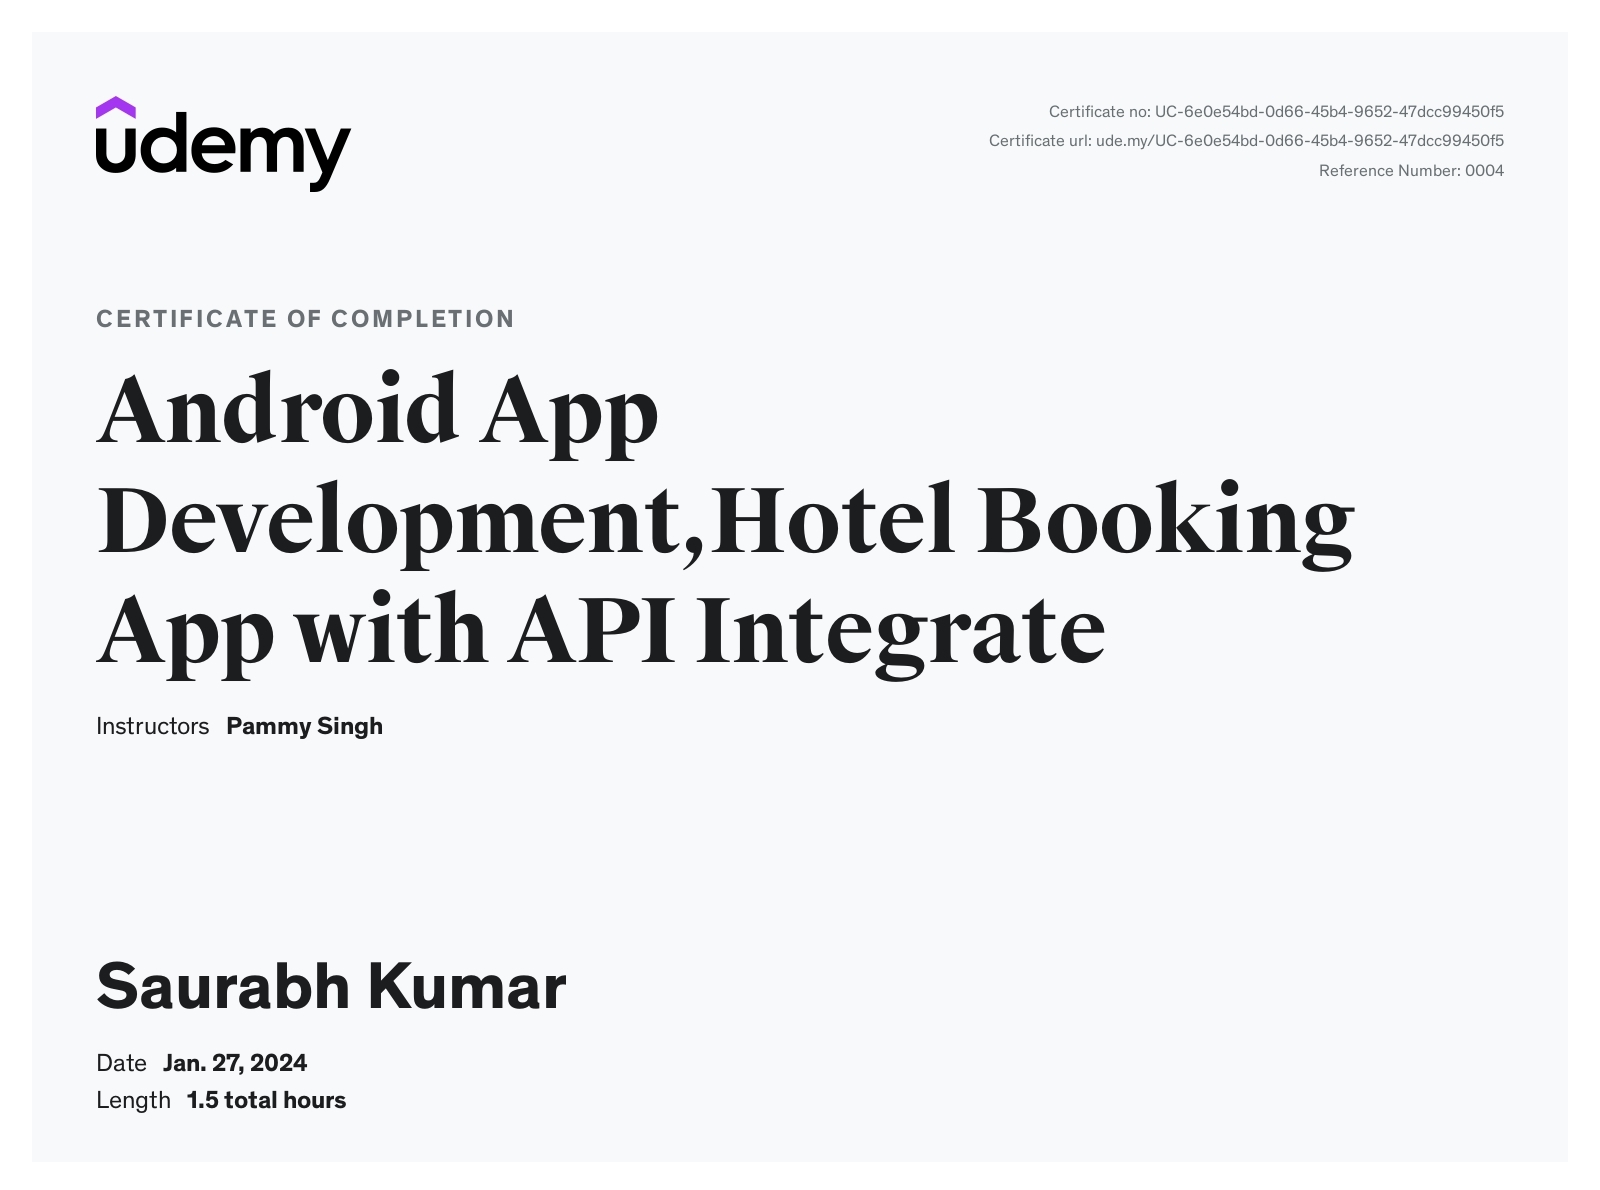 udemy
Certificate no: UC-6e0e54bd-0d66-45b4-9652-47dcc99450f5
Certificate url: ude.my/UC-6e0e54bd-0d66-45b4-9652-47dcc99450f5
Reference Number: 0004
CERTIFICATE OF COMPLETION
Android App
Development,Hotel Booking
App with API Integrate
Instructors Pammy Singh
Saurabh Kumar
Date Jan. 27, 2024
Length 1.5 total hours